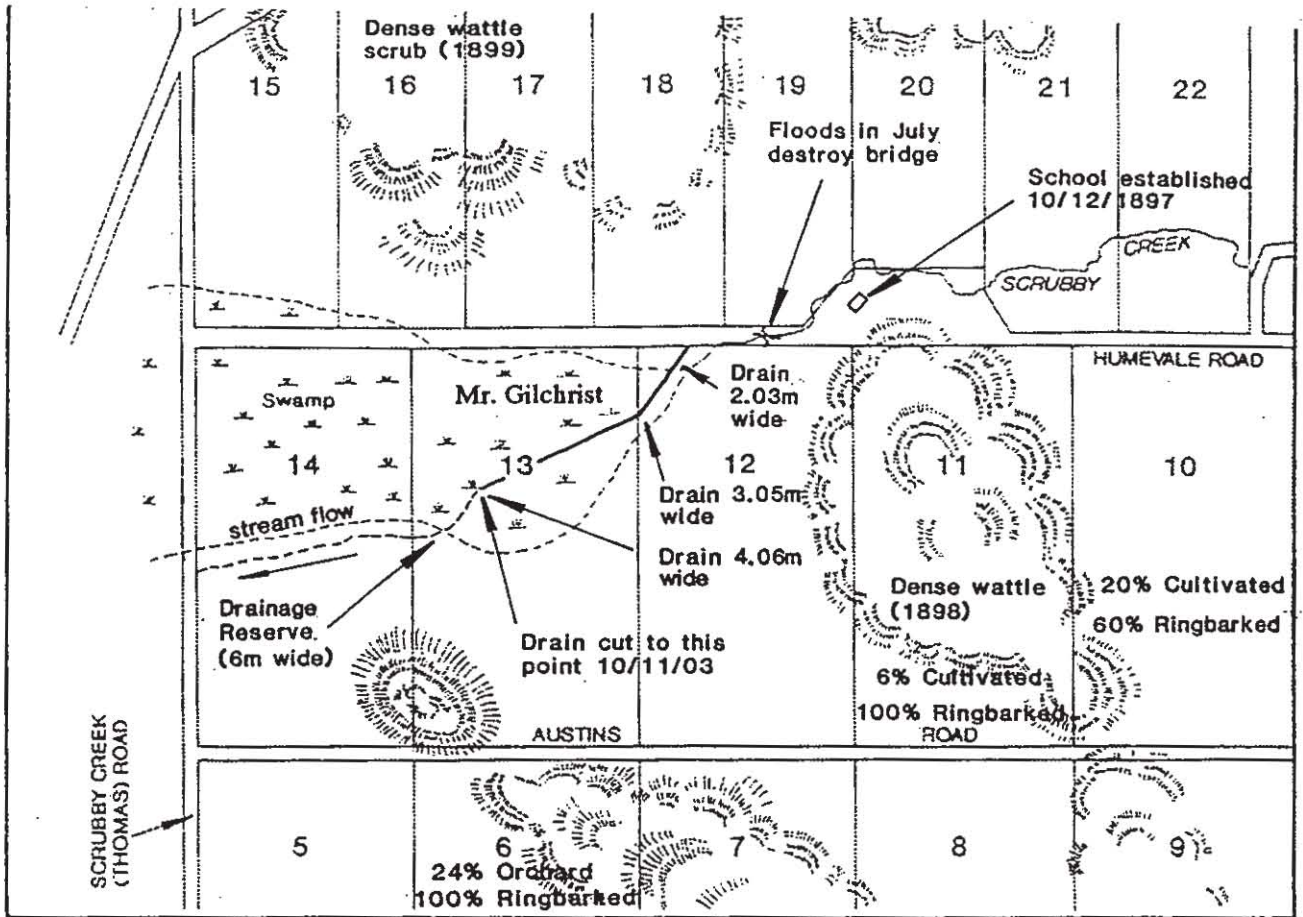 Dense wattle
scrub (1899)
15
16
17
18
19
20
21
22
Floods in July
destroy bridge
School established
10/12/1897
SCRUBBY
CREEK
HUMEVALE ROAD
Swamp
Mr. Gilchrist
Drain
2.03m
wide
14
13
12
11
10
Drain 3.05m
wide
stream flow
Drain 4.06m
wide
Dense wattle
(1898)
20% Cultivated
60% Ringbarked
Drainage
Reserve.
(6m wide)
Drain cut to this
point 10/11/03
6% Cultivated
100% Ringbarked
AUSTINS
ROAD
SCRUBBY CREEK
(THOMAS) ROAD
5
6
7
8
9
24% Orchard
100% Ringbarked